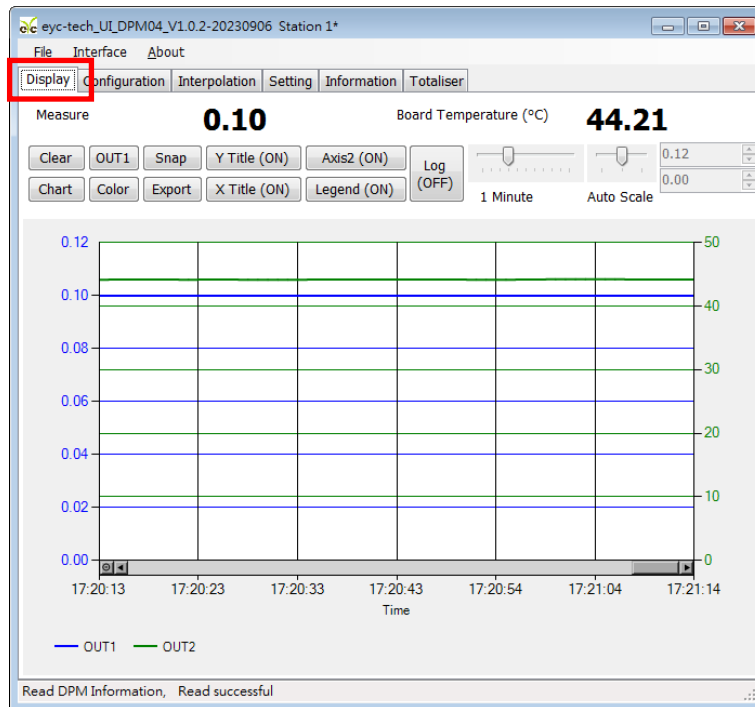 eyc-tech_UI_DPM04_V1.0.2-20230906 Station 1*
File Interface About
Display Configuration Interpolation Setting Information Totaliser
Measure 0.10 Board Temperature (°C) 44.21
Clear OUT1 Snap Y Title (ON) Axis2 (ON) Log (OFF) 0.12
Chart Color Export X Title (ON) Legend (ON) 1 Minute Auto Scale 0.00
0.12 50
0.10 40
0.08 30
0.06 20
0.04 10
0.02
0.00 0
17:20:13 17:20:23 17:20:33 17:20:43 17:20:54 17:21:04 17:21:14
Time
OUT1 OUT2
Read DPM Information, Read successful